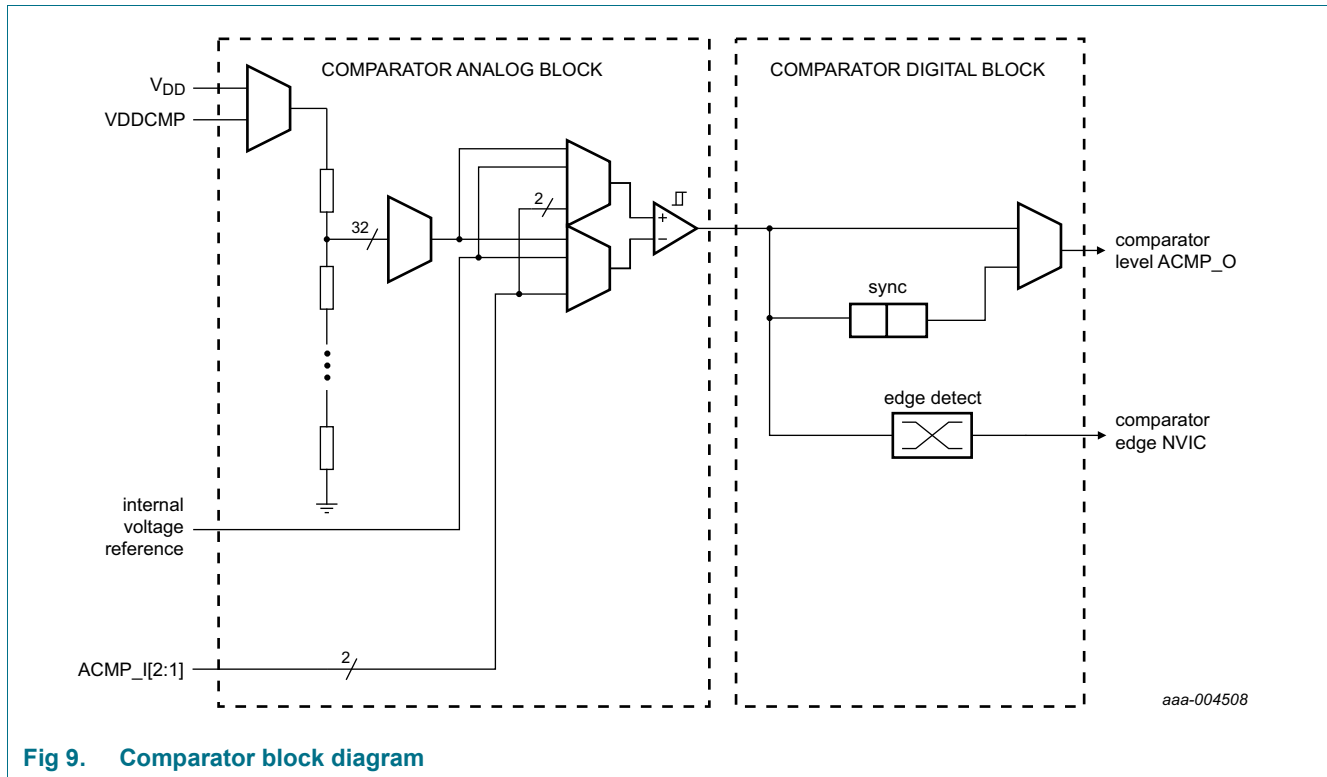 COMPARATOR ANALOG BLOCK
COMPARATOR DIGITAL BLOCK
VDD
VDDCMP
32
2
sync
comparator
level ACMP_O
edge detect
comparator
edge NVIC
internal
voltage
reference
ACMP_I[2:1]
2
aaa-004508
Fig 9. Comparator block diagram